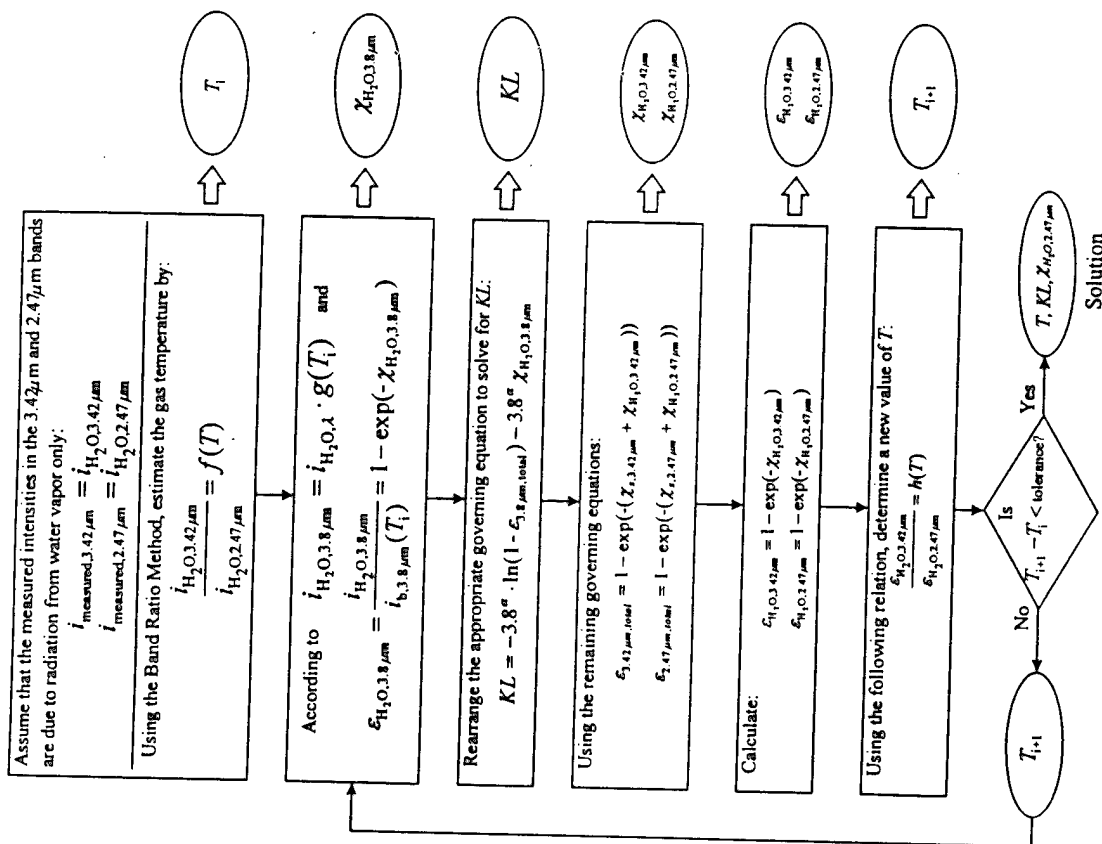 Assume that the measured intensities in the 3.42μm and 2.47μm bands
are due to radiation from water vapor only:
i_measured,3.42μm = i_H₂O,3.42μm
i_measured,2.47μm = i_H₂O,2.47μm
Using the Band Ratio Method, estimate the gas temperature by:
i_H₂O,3.42μm / i_H₂O,2.47μm = f(T)
T_i
According to i_H₂O,3.8μm = i_H₂O,λ · g(T_i) and
ε_H₂O,3.8μm = i_H₂O,3.8μm / i_b,3.8μm(T_i) = 1 − exp(-χ_H₂O,3.8μm)
χ_H₂O,3.8μm
Rearrange the appropriate governing equation to solve for KL:
KL = −3.8^α · ln(1- ε_3.8μm,total) − 3.8^α χ_H₂O,3.8μm
KL
Using the remaining governing equations:
ε_3.42μm,total = 1 − exp(-(χ_s,3.42μm + χ_H₂O,3.42μm))
ε_2.47μm,total = 1 − exp(-(χ_s,2.47μm + χ_H₂O,2.47μm))
χ_H₂O,3.42μm
χ_H₂O,2.47μm
Calculate:
ε_H₂O,3.42μm = 1 − exp(-χ_H₂O,3.42μm)
ε_H₂O,2.47μm = 1 − exp(-χ_H₂O,2.47μm)
ε_H₂O,3.42μm
ε_H₂O,2.47μm
Using the following relation, determine a new value of T:
ε_H₂O,3.42μm / ε_H₂O,2.47μm = h(T)
T_i+1
Is
T_i+1 − T_i < tolerance?
No
Yes
T_i+1
T, KL, χ_H₂O,2.47μm
Solution